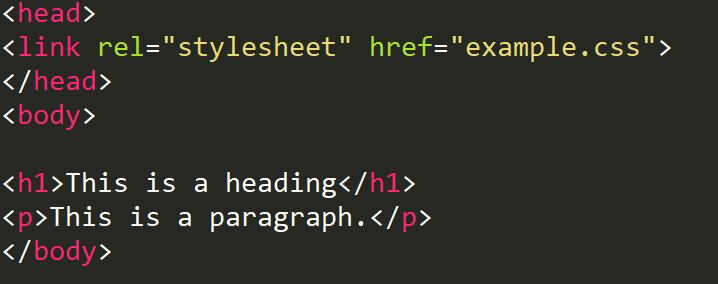 <head>
<link rel="stylesheet" href="example.css">
</head>
<body>
<h1>This is a heading</h1>
<p>This is a paragraph.</p>
</body>